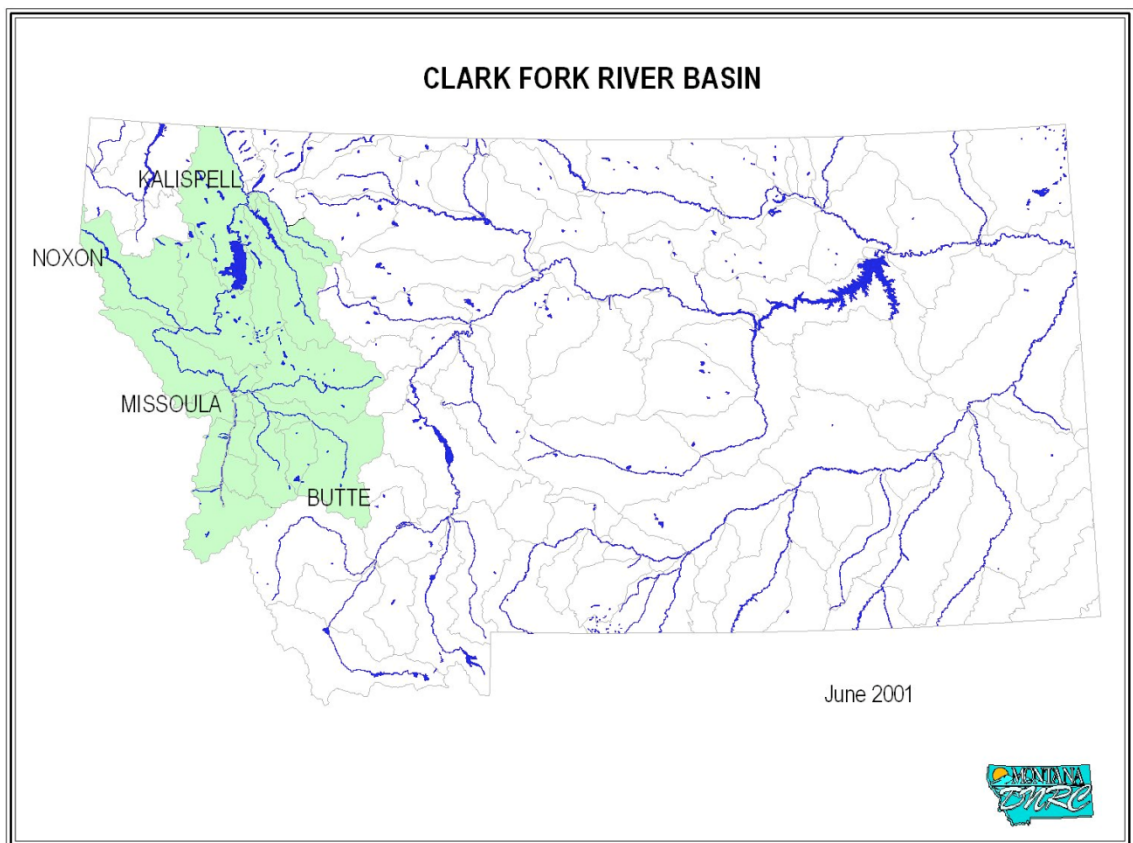 CLARK FORK RIVER BASIN
KALISPELL
NOXON
MISSOULA
BUTTE
June 2001
MONTANA
DNRC